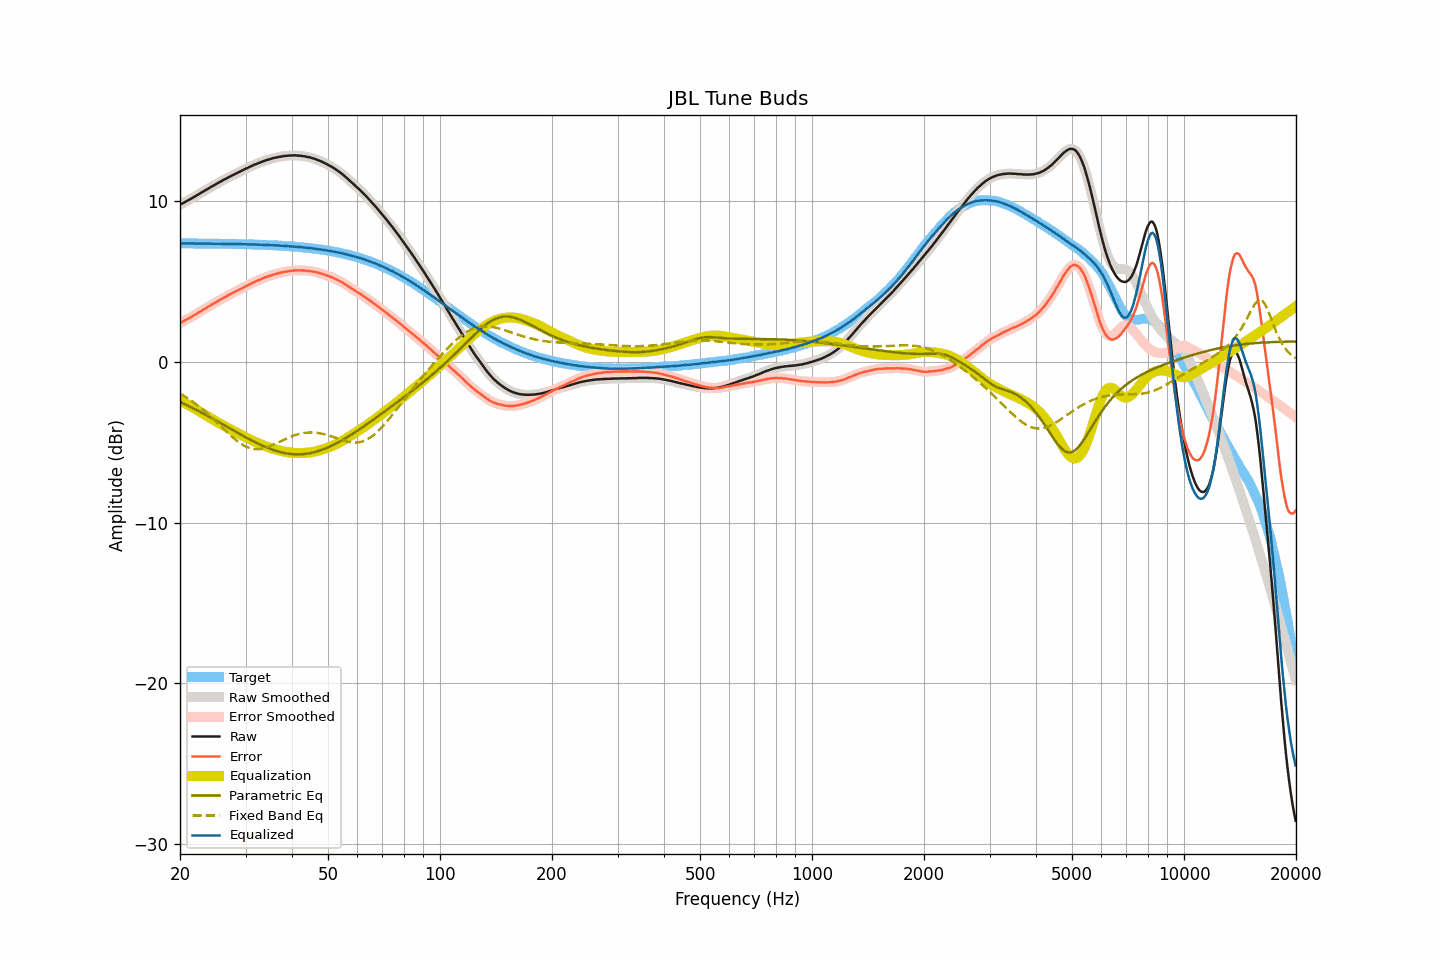 JBL Tune Buds
Amplitude (dBr)
10
0
−10
−20
−30
Target
Raw Smoothed
Error Smoothed
Raw
Error
Equalization
Parametric Eq
Fixed Band Eq
Equalized
20 50 100 200 500 1000 2000 5000 10000 20000
Frequency (Hz)